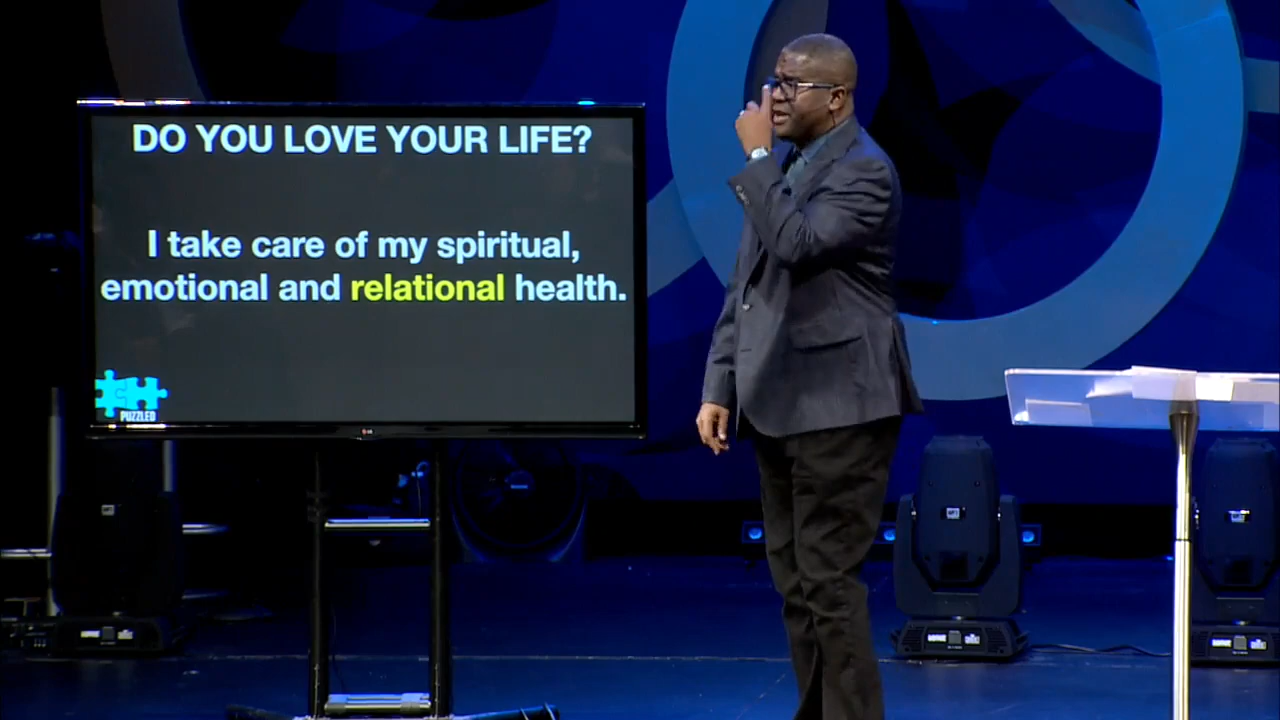 DO YOU LOVE YOUR LIFE?
I take care of my spiritual,
emotional and relational health.
PUZZLED